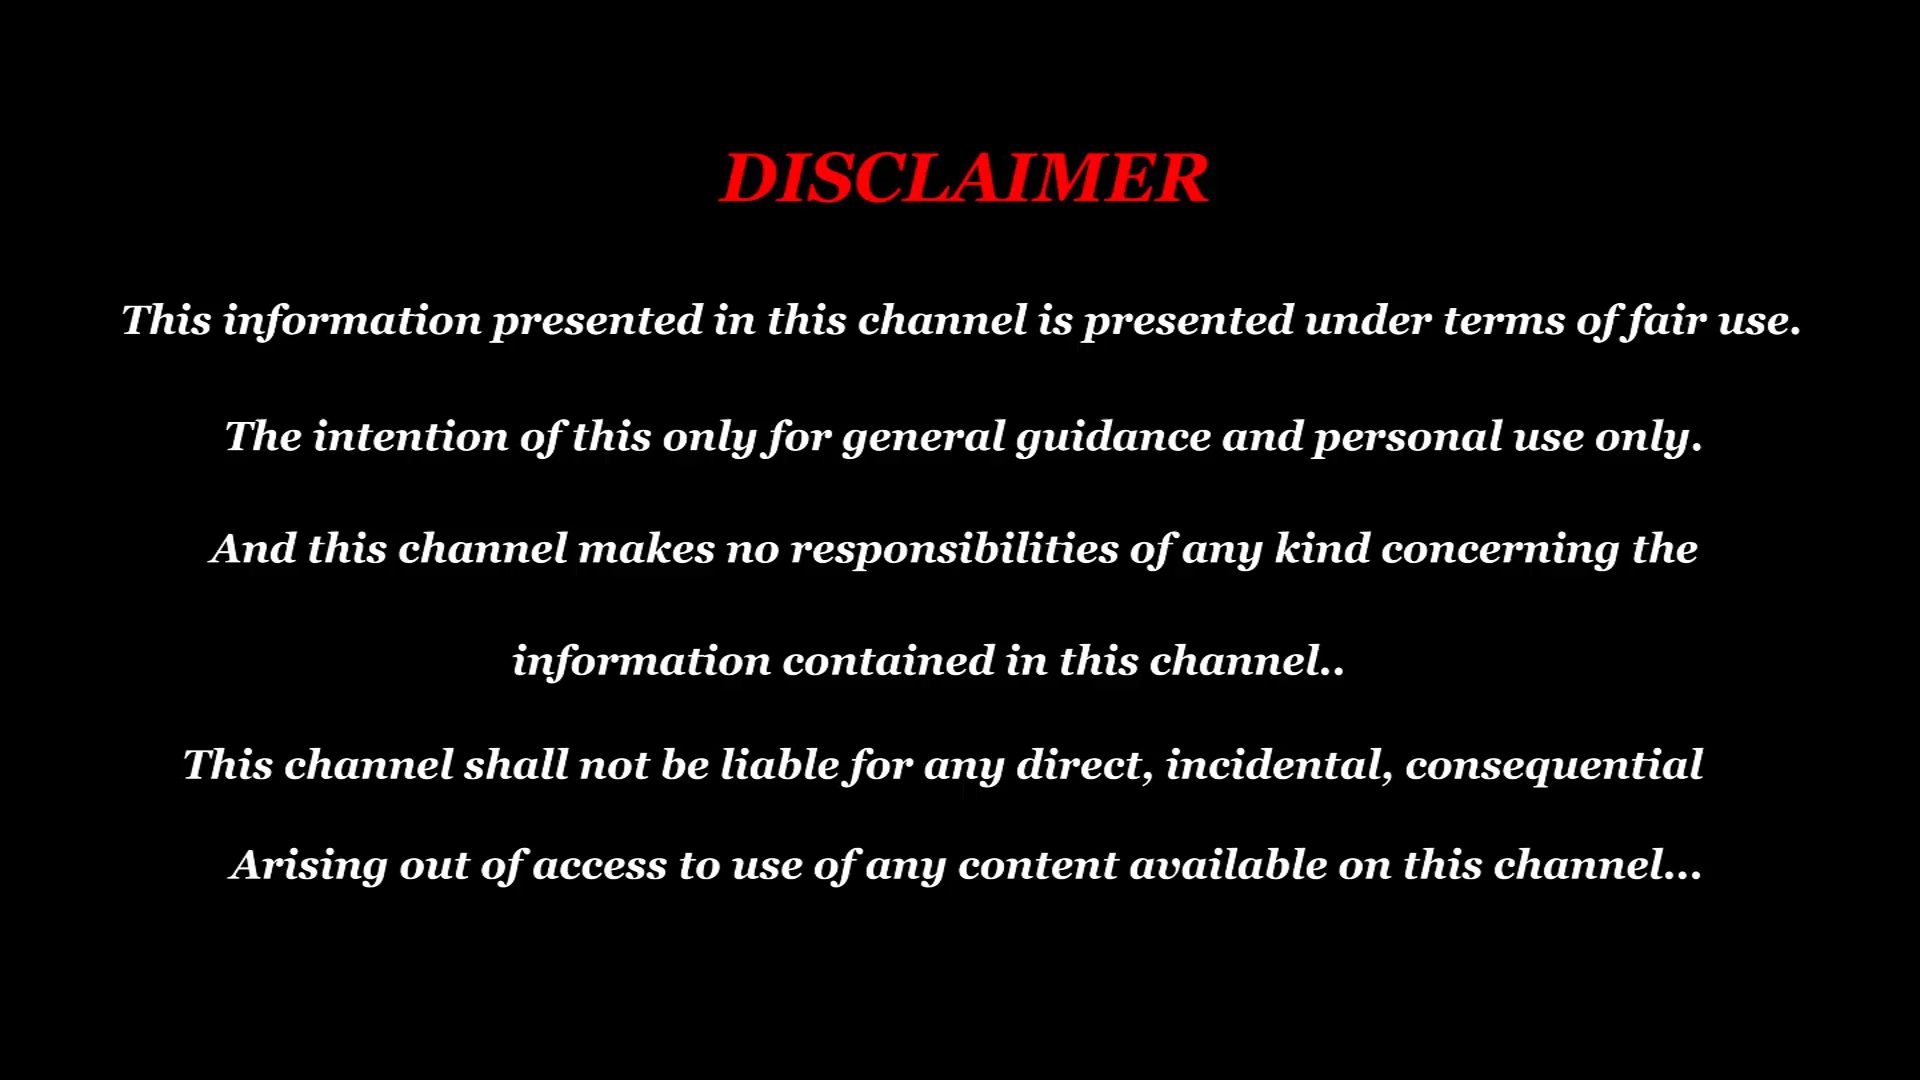 DISCLAIMER
This information presented in this channel is presented under terms of fair use.
The intention of this only for general guidance and personal use only.
And this channel makes no responsibilities of any kind concerning the
information contained in this channel..
This channel shall not be liable for any direct, incidental, consequential
Arising out of access to use of any content available on this channel...